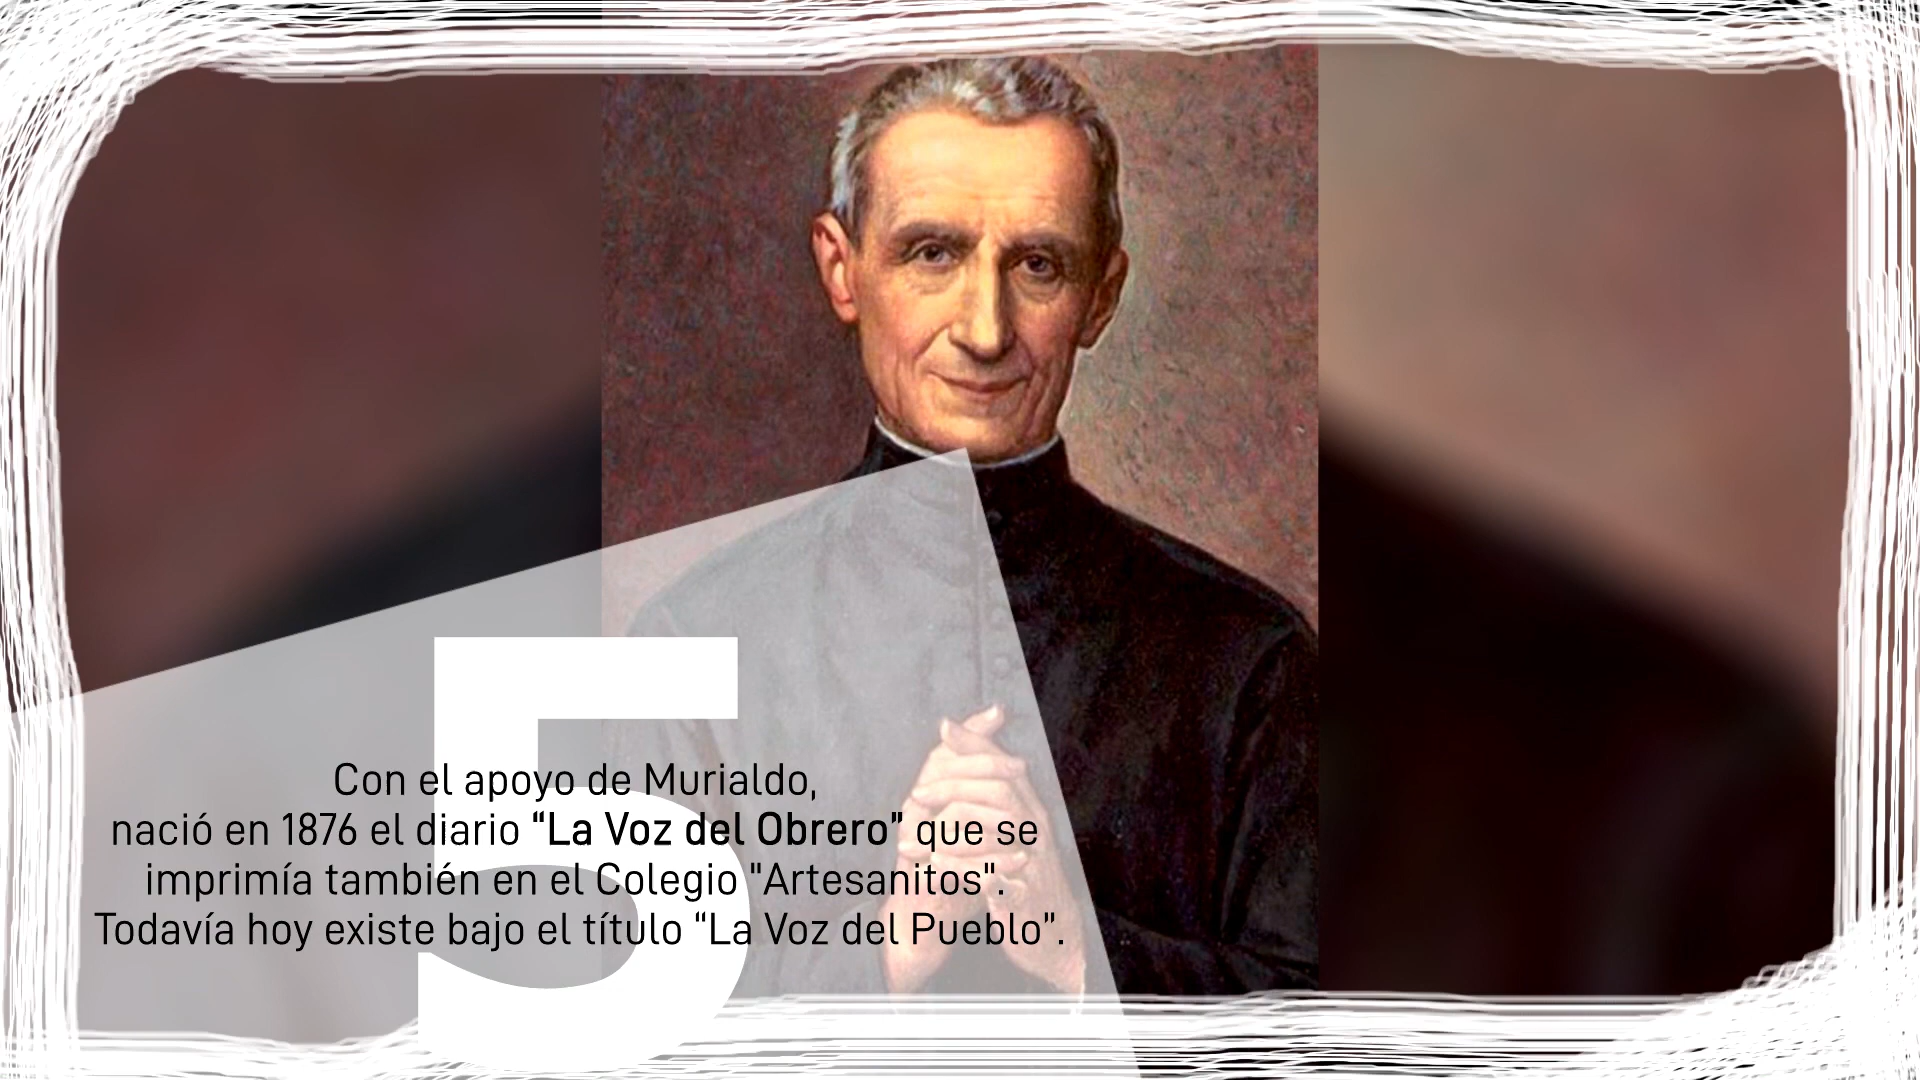 5
Con el apoyo de Murialdo,
nació en 1876 el diario “La Voz del Obrero” que se
imprimía también en el Colegio "Artesanitos".
Todavía hoy existe bajo el título “La Voz del Pueblo”.